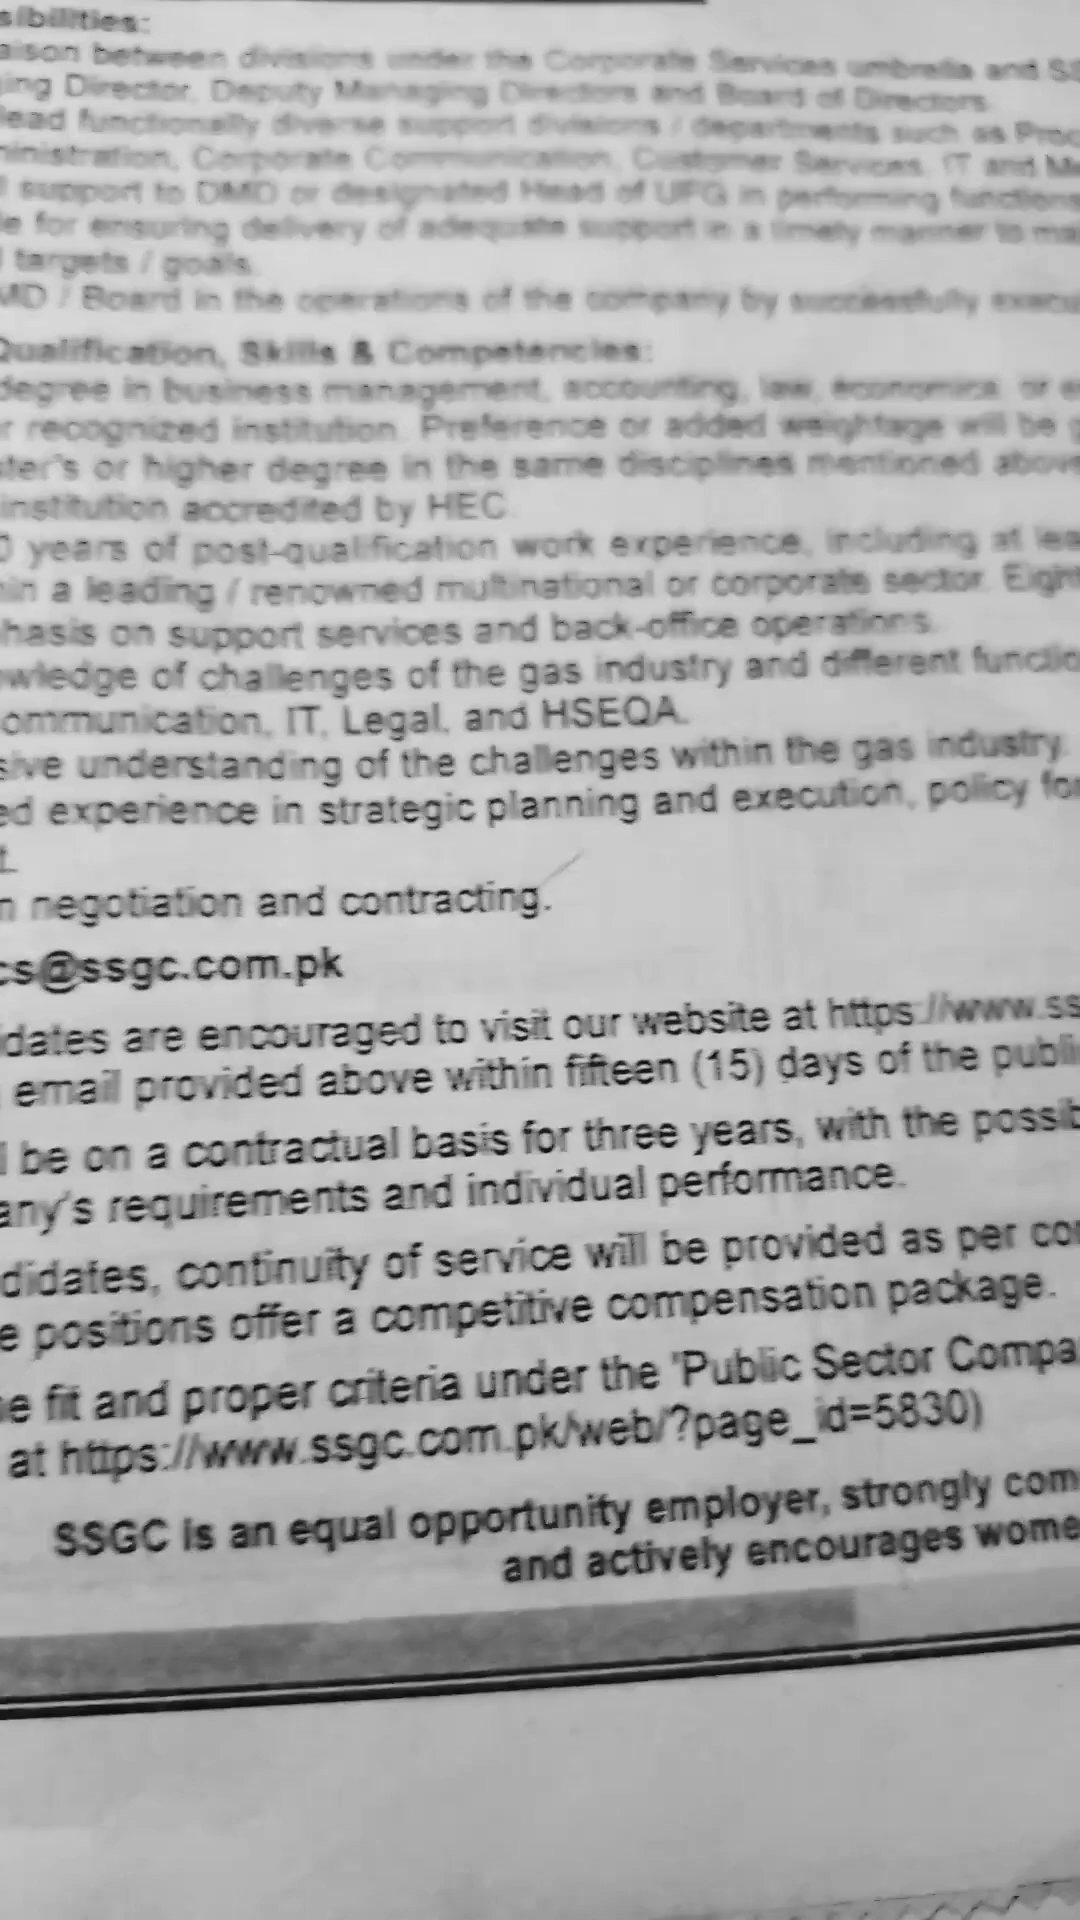 sibilities:
aison between divisions under the Corporate Services umbrella and SS
ing Director, Deputy Managing Directors and Board of Directors.
lead functionally diverse support divisions / departments such as Proc
ministration, Corporate Communication, Customer Services, IT and Me
l support to DMD or designated Head of UFG in performing functions
le for ensuring delivery of adequate support in a timely manner to ma
l targets / goals.
MD / Board in the operations of the company by successfully execu
Qualification, Skills & Competencies:
degree in business management, accounting, law, economics, or e
r recognized institution. Preference or added weightage will be g
ster's or higher degree in the same disciplines mentioned above
institution accredited by HEC.
0 years of post-qualification work experience, including at lea
hin a leading / renowned multinational or corporate sector. Eight
hasis on support services and back-office operations.
owledge of challenges of the gas industry and different functio
ommunication, IT, Legal, and HSEQA.
sive understanding of the challenges within the gas industry.
ed experience in strategic planning and execution, policy for
t.
n negotiation and contracting.
cs@ssgc.com.pk
idates are encouraged to visit our website at https://www.ss
email provided above within fifteen (15) days of the publi
l be on a contractual basis for three years, with the possib
any's requirements and individual performance.
didates, continuity of service will be provided as per co
e positions offer a competitive compensation package.
e fit and proper criteria under the 'Public Sector Compa
at https://www.ssgc.com.pk/web/?page_id=5830)
SSGC is an equal opportunity employer, strongly com
and actively encourages wome